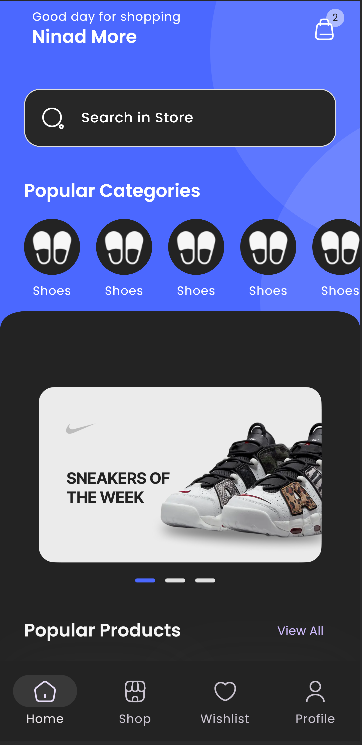 Good day for shopping
Ninad More
2
Search in Store
Popular Categories
Shoes
Shoes
Shoes
Shoes
Shoes
SNEAKERS OF
THE WEEK
Popular Products
View All
Home
Shop
Wishlist
Profile